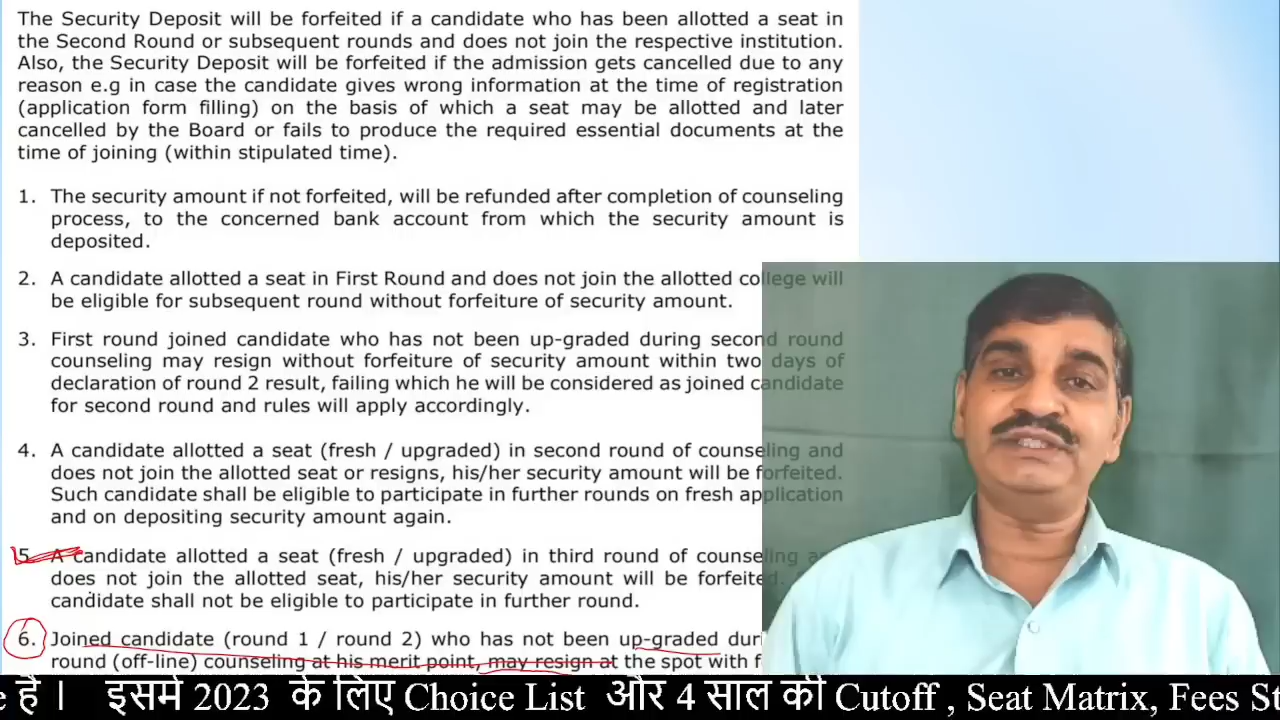 The Security Deposit will be forfeited if a candidate who has been allotted a seat in
the Second Round or subsequent rounds and does not join the respective institution.
Also, the Security Deposit will be forfeited if the admission gets cancelled due to any
reason e.g in case the candidate gives wrong information at the time of registration
(application form filling) on the basis of which a seat may be allotted and later
cancelled by the Board or fails to produce the required essential documents at the
time of joining (within stipulated time).
1. The security amount if not forfeited, will be refunded after completion of counseling
process, to the concerned bank account from which the security amount is
deposited.
2. A candidate allotted a seat in First Round and does not join the allotted college will
be eligible for subsequent round without forfeiture of security amount.
3. First round joined candidate who has not been up-graded during second round
counseling may resign without forfeiture of security amount within two days of
declaration of round 2 result, failing which he will be considered as joined candidate
for second round and rules will apply accordingly.
4. A candidate allotted a seat (fresh / upgraded) in second round of counseling and
does not join the allotted seat or resigns, his/her security amount will be forfeited.
Such candidate shall be eligible to participate in further rounds on fresh application
and on depositing security amount again.
5. A candidate allotted a seat (fresh / upgraded) in third round of counseling
does not join the allotted seat, his/her security amount will be forfeited.
candidate shall not be eligible to participate in further round.
6. Joined candidate (round 1 / round 2) who has not been up-graded
round (off-line) counseling at his merit point, may resign at the spot with
है। इसमें 2023 के लिए Choice List और 4 साल की Cutoff , Seat Matrix, Fees